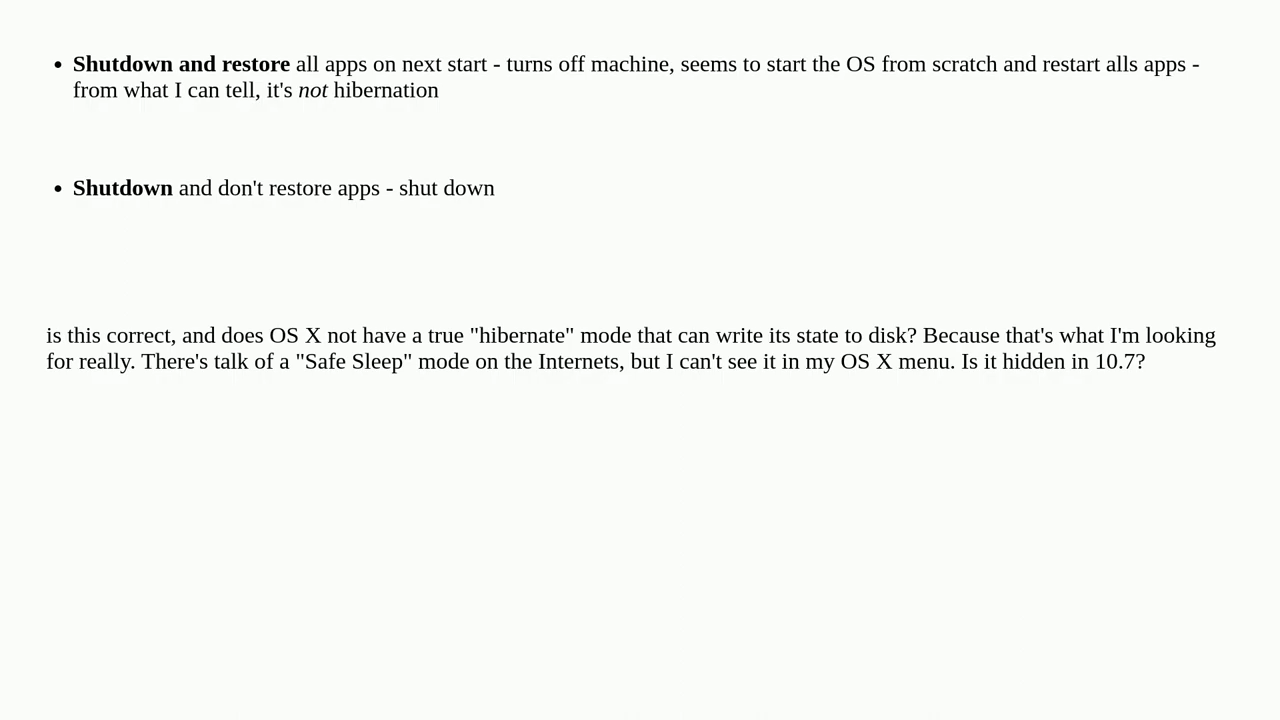 • Shutdown and restore all apps on next start - turns off machine, seems to start the OS from scratch and restart alls apps -
from what I can tell, it's not hibernation
• Shutdown and don't restore apps - shut down
is this correct, and does OS X not have a true "hibernate" mode that can write its state to disk? Because that's what I'm looking
for really. There's talk of a "Safe Sleep" mode on the Internets, but I can't see it in my OS X menu. Is it hidden in 10.7?